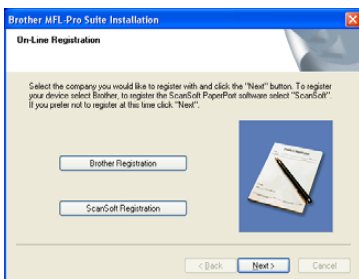 Brother MFL-Pro Suite Installation
On-Line Registration
Select the company you would like to register with and click the "Next" button. To register
your device select Brother, to register the ScanSoft PaperPort software select "ScanSoft".
If you prefer not to register at this time click "Next".
Brother Registration
ScanSoft Registration
< Back
Next >
Cancel